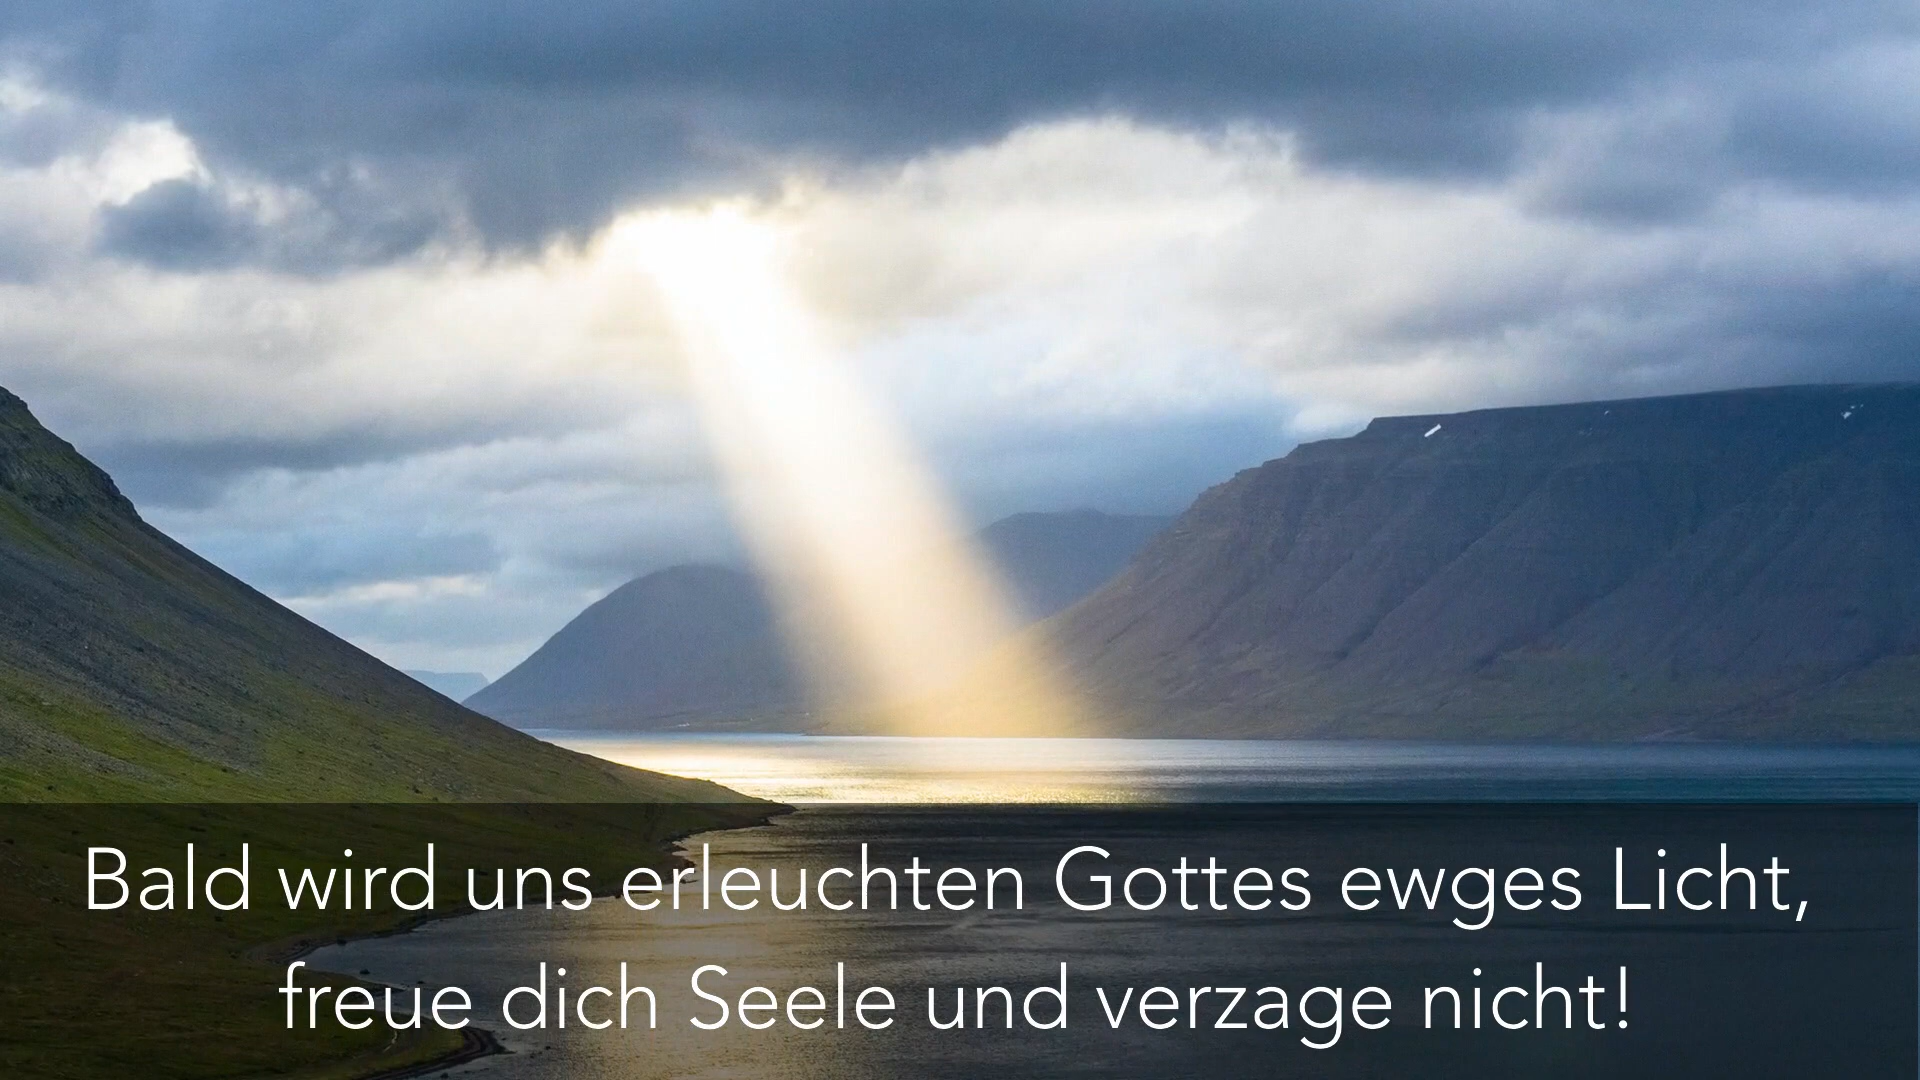 Bald wird uns erleuchten Gottes ewges Licht,
freue dich Seele und verzage nicht!